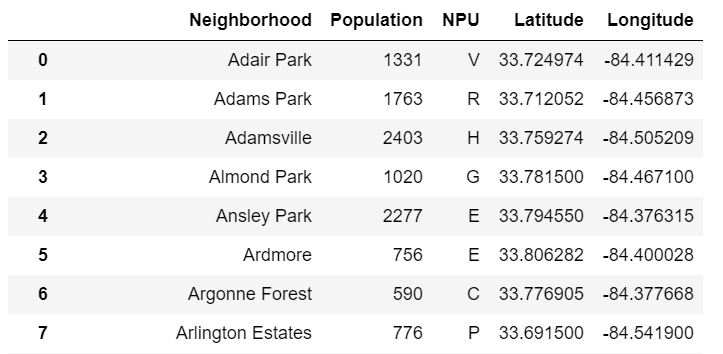 Neighborhood Population NPU Latitude Longitude
0 Adair Park 1331 V 33.724974 -84.411429
1 Adams Park 1763 R 33.712052 -84.456873
2 Adamsville 2403 H 33.759274 -84.505209
3 Almond Park 1020 G 33.781500 -84.467100
4 Ansley Park 2277 E 33.794550 -84.376315
5 Ardmore 756 E 33.806282 -84.400028
6 Argonne Forest 590 C 33.776905 -84.377668
7 Arlington Estates 776 P 33.691500 -84.541900